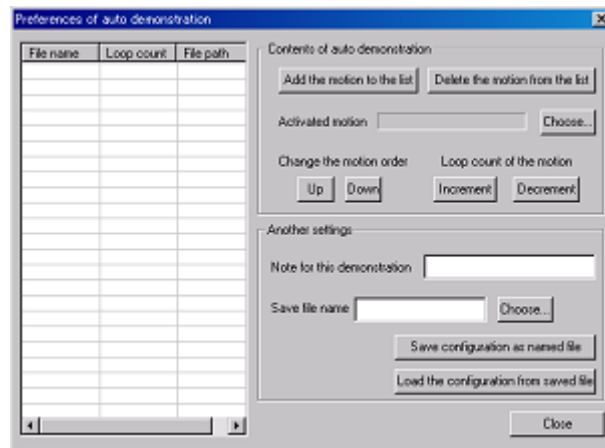 Preferences of auto demonstration
File name Loop count File path
Contents of auto demonstration
Add the motion to the list Delete the motion from the list
Activated motion Choose...
Change the motion order Loop count of the motion
Up Down Increment Decrement
Another settings
Note for this demonstration
Save file name Choose...
Save configuration as named file
Load the configuration from saved file
Close